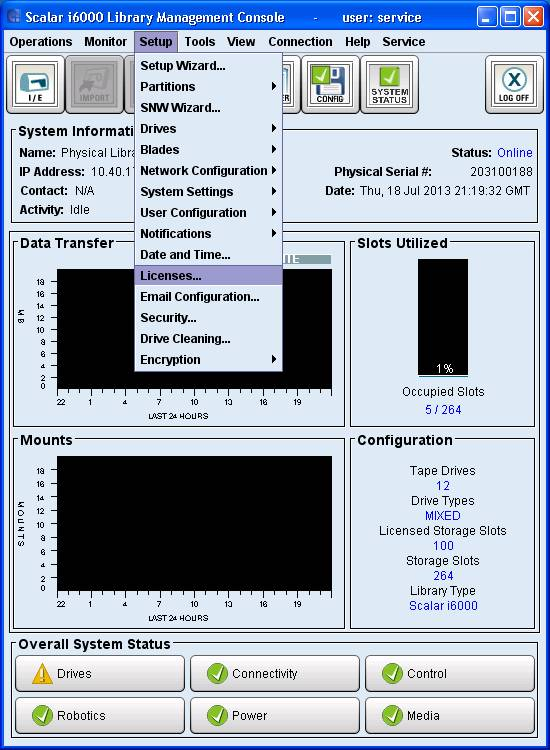 Scalar i6000 Library Management Console - user: service
Operations Monitor Setup Tools View Connection Help Service
Setup Wizard...
Partitions
SNW Wizard...
Drives
Blades
Network Configuration
System Settings
User Configuration
Notifications
Date and Time...
Licenses...
Email Configuration...
Security...
Drive Cleaning...
Encryption
I/E
IMPORT
CONFIG
SYSTEM STATUS
LOG OFF
Name: Physical
Status: Online
IP Address: 10.40.
Physical Serial #: 203100188
Contact: N/A
Date: Thu, 18 Jul 2013 21:19:32 GMT
Activity: Idle
Data Transfer
MB
18
16
14
12
10
8
6
4
2
0
22 1 4 7 10 13 16 19
LAST 24 HOURS
Slots Utilized
1%
Occupied Slots
5 / 264
Mounts
MOUNTS
18
16
14
12
10
8
6
4
2
0
22 1 4 7 10 13 16 19
LAST 24 HOURS
Configuration
Tape Drives
12
Drive Types
MIXED
Licensed Storage Slots
100
Storage Slots
264
Library Type
Scalar i6000
Overall System Status
Drives Connectivity Control
Robotics Power Media